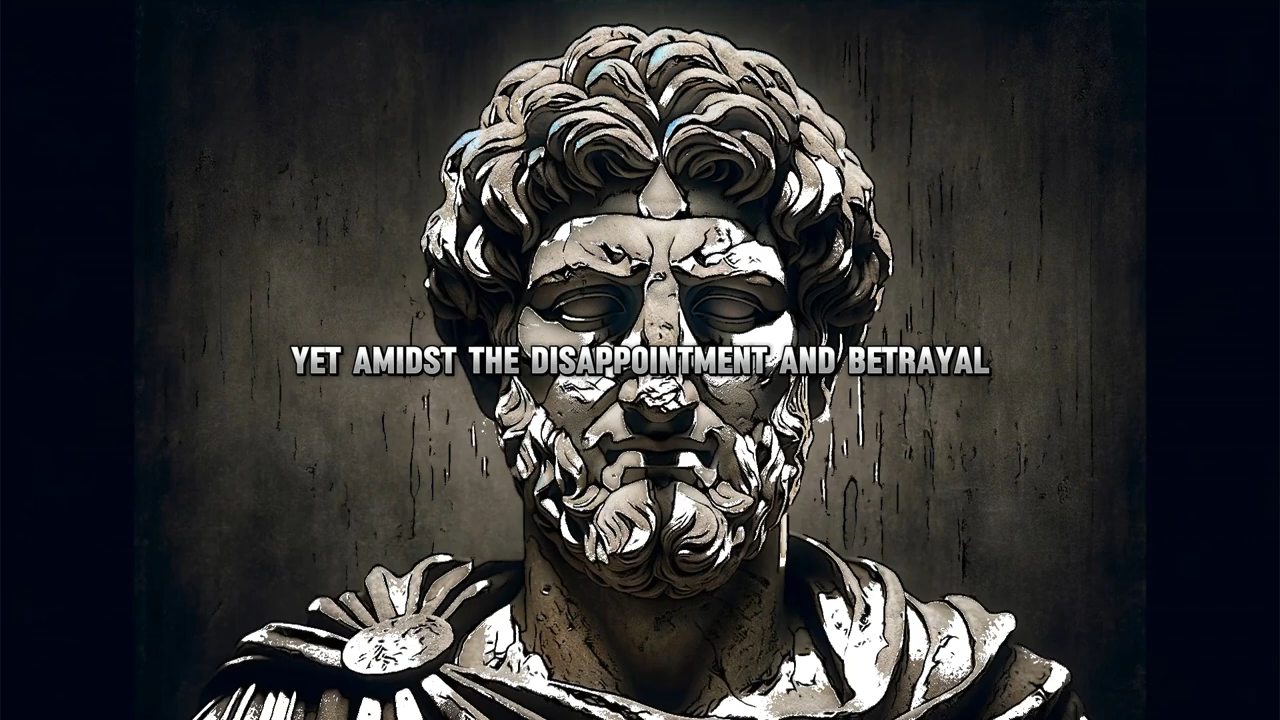 YET AMIDST THE DISAPPOINTMENT AND BETRAYAL